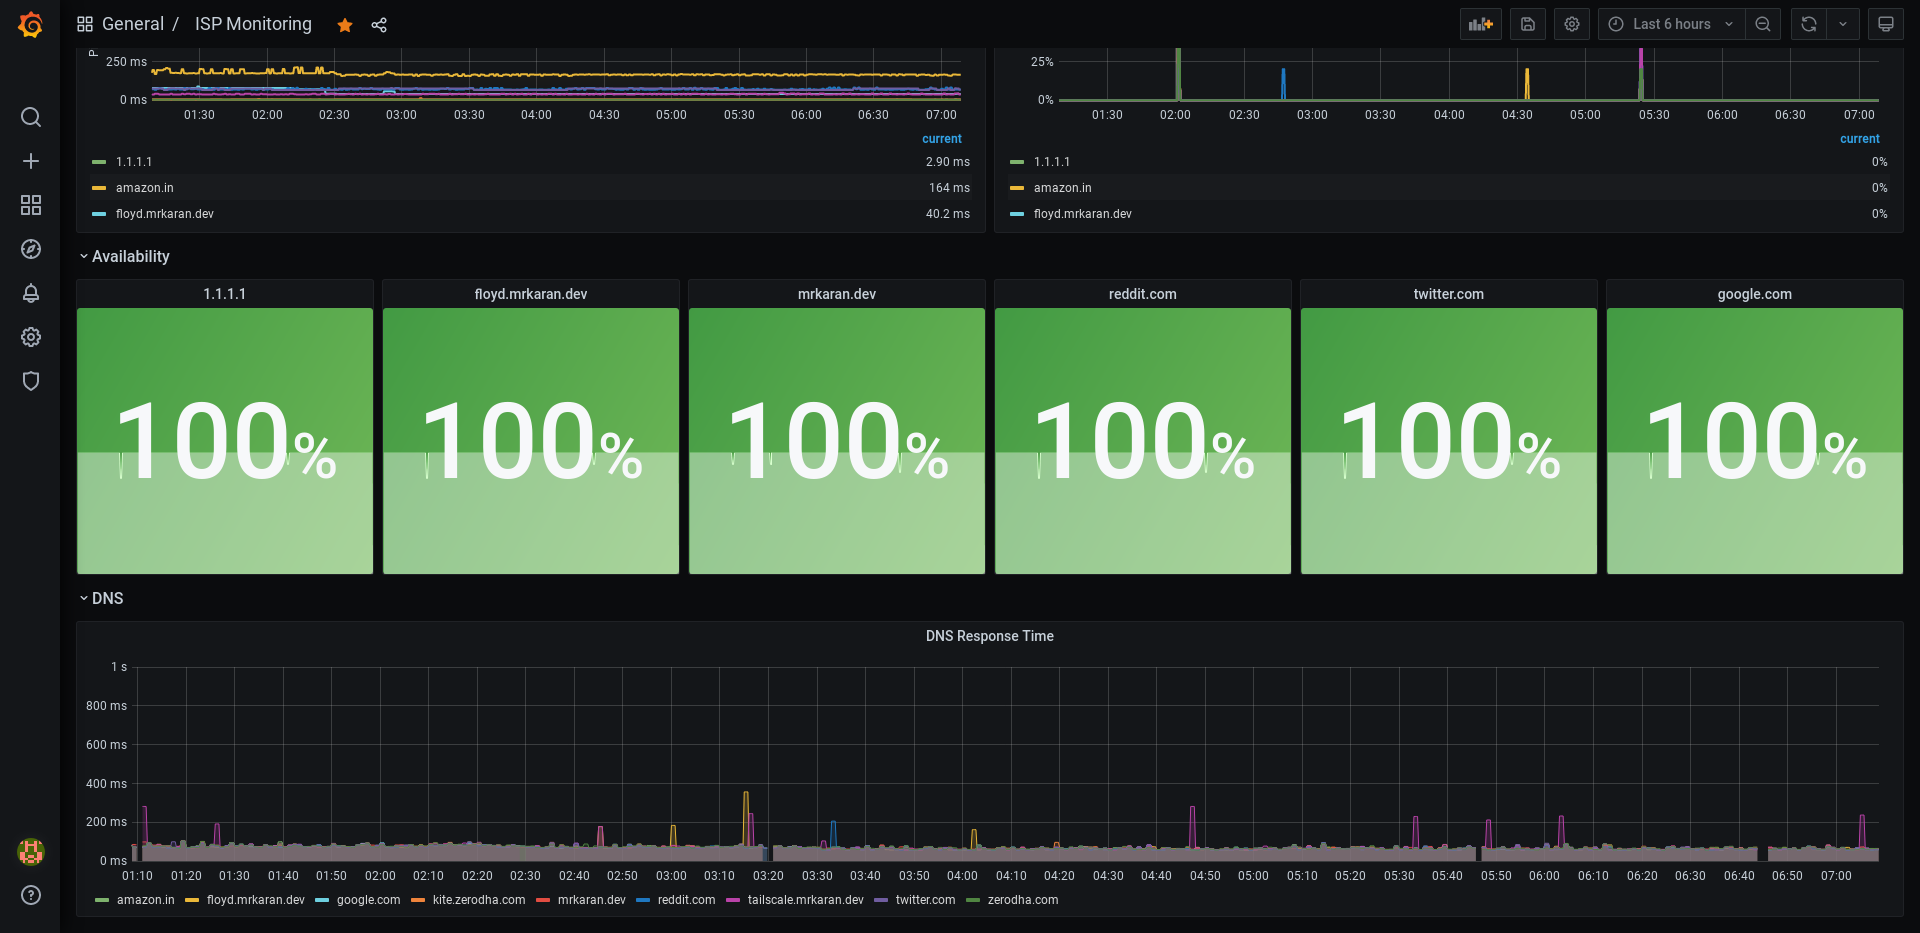 General / ISP Monitoring
Last 6 hours
P
250 ms
0 ms
01:30 02:00 02:30 03:00 03:30 04:00 04:30 05:00 05:30 06:00 06:30 07:00
current
1.1.1.1 2.90 ms
amazon.in 164 ms
floyd.mrkaran.dev 40.2 ms
25%
0%
01:30 02:00 02:30 03:00 03:30 04:00 04:30 05:00 05:30 06:00 06:30 07:00
current
1.1.1.1 0%
amazon.in 0%
floyd.mrkaran.dev 0%
Availability
1.1.1.1 floyd.mrkaran.dev mrkaran.dev reddit.com twitter.com google.com
100% 100% 100% 100% 100% 100%
DNS
DNS Response Time
1 s
800 ms
600 ms
400 ms
200 ms
0 ms
01:10 01:20 01:30 01:40 01:50 02:00 02:10 02:20 02:30 02:40 02:50 03:00 03:10 03:20 03:30 03:40 03:50 04:00 04:10 04:20 04:30 04:40 04:50 05:00 05:10 05:20 05:30 05:40 05:50 06:00 06:10 06:20 06:30 06:40 06:50 07:00
amazon.in floyd.mrkaran.dev google.com kite.zerodha.com mrkaran.dev reddit.com tailscale.mrkaran.dev twitter.com zerodha.com